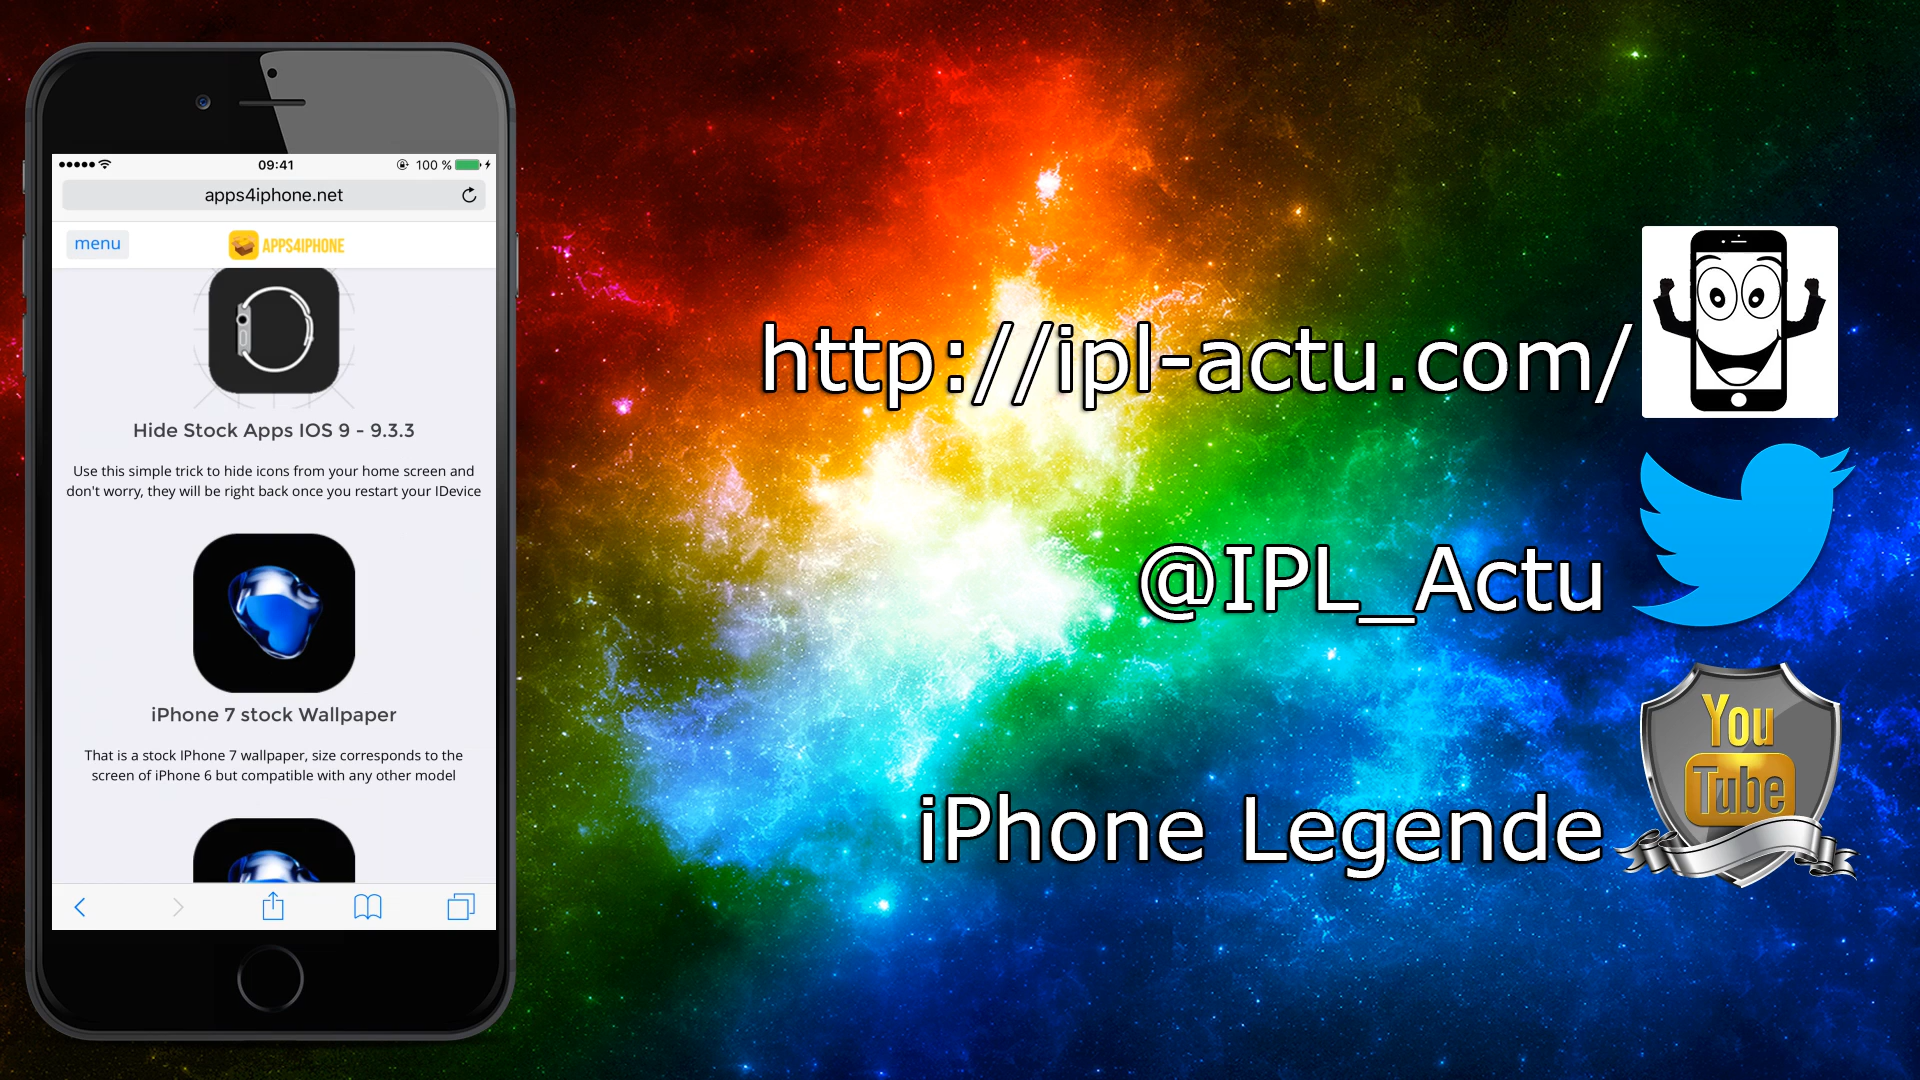 09:41
100 %
apps4iphone.net
menu
APPS4IPHONE
Hide Stock Apps IOS 9 - 9.3.3
Use this simple trick to hide icons from your home screen and
don't worry, they will be right back once you restart your IDevice
iPhone 7 stock Wallpaper
That is a stock IPhone 7 wallpaper, size corresponds to the
screen of iPhone 6 but compatible with any other model
http://ipl-actu.com/
@IPL_Actu
iPhone Legende
You
Tube